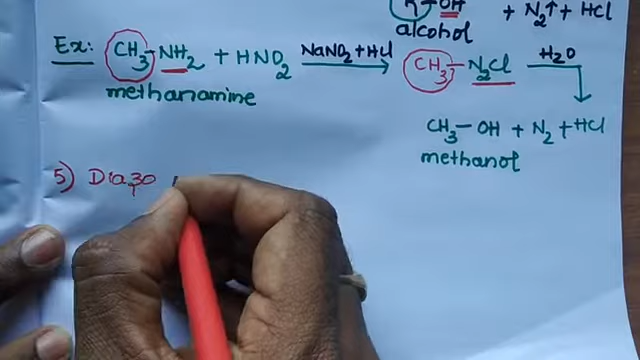 R-OH + N₂↑ + HCl
alcohol
Ex: CH₃-NH₂ + HNO₂ NaNO₂+HCl → CH₃-N₂Cl H₂O
methanamine
CH₃-OH + N₂ + HCl
methanol
5) Diazo